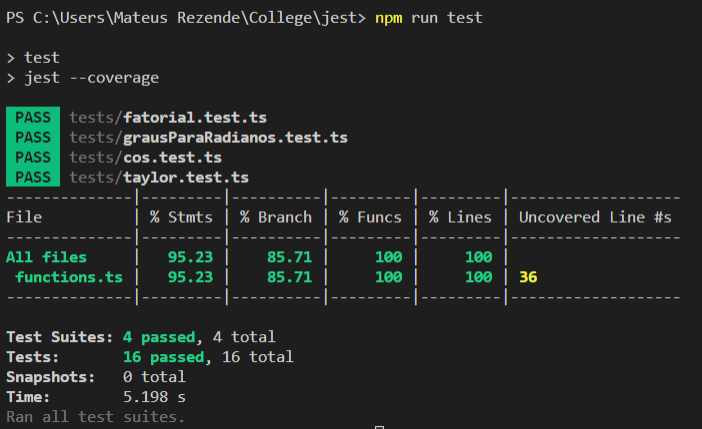 PS C:\Users\Mateus Rezende\College\jest> npm run test
> test
> jest --coverage
PASS tests/fatorial.test.ts
PASS tests/grausParaRadianos.test.ts
PASS tests/cos.test.ts
PASS tests/taylor.test.ts
--------------|---------|----------|---------|---------|-------------------
File          | % Stmts | % Branch | % Funcs | % Lines | Uncovered Line #s
--------------|---------|----------|---------|---------|-------------------
All files     |   95.23 |    85.71 |     100 |     100 |
 functions.ts |   95.23 |    85.71 |     100 |     100 | 36
--------------|---------|----------|---------|---------|-------------------
Test Suites: 4 passed, 4 total
Tests:       16 passed, 16 total
Snapshots:   0 total
Time:        5.198 s
Ran all test suites.